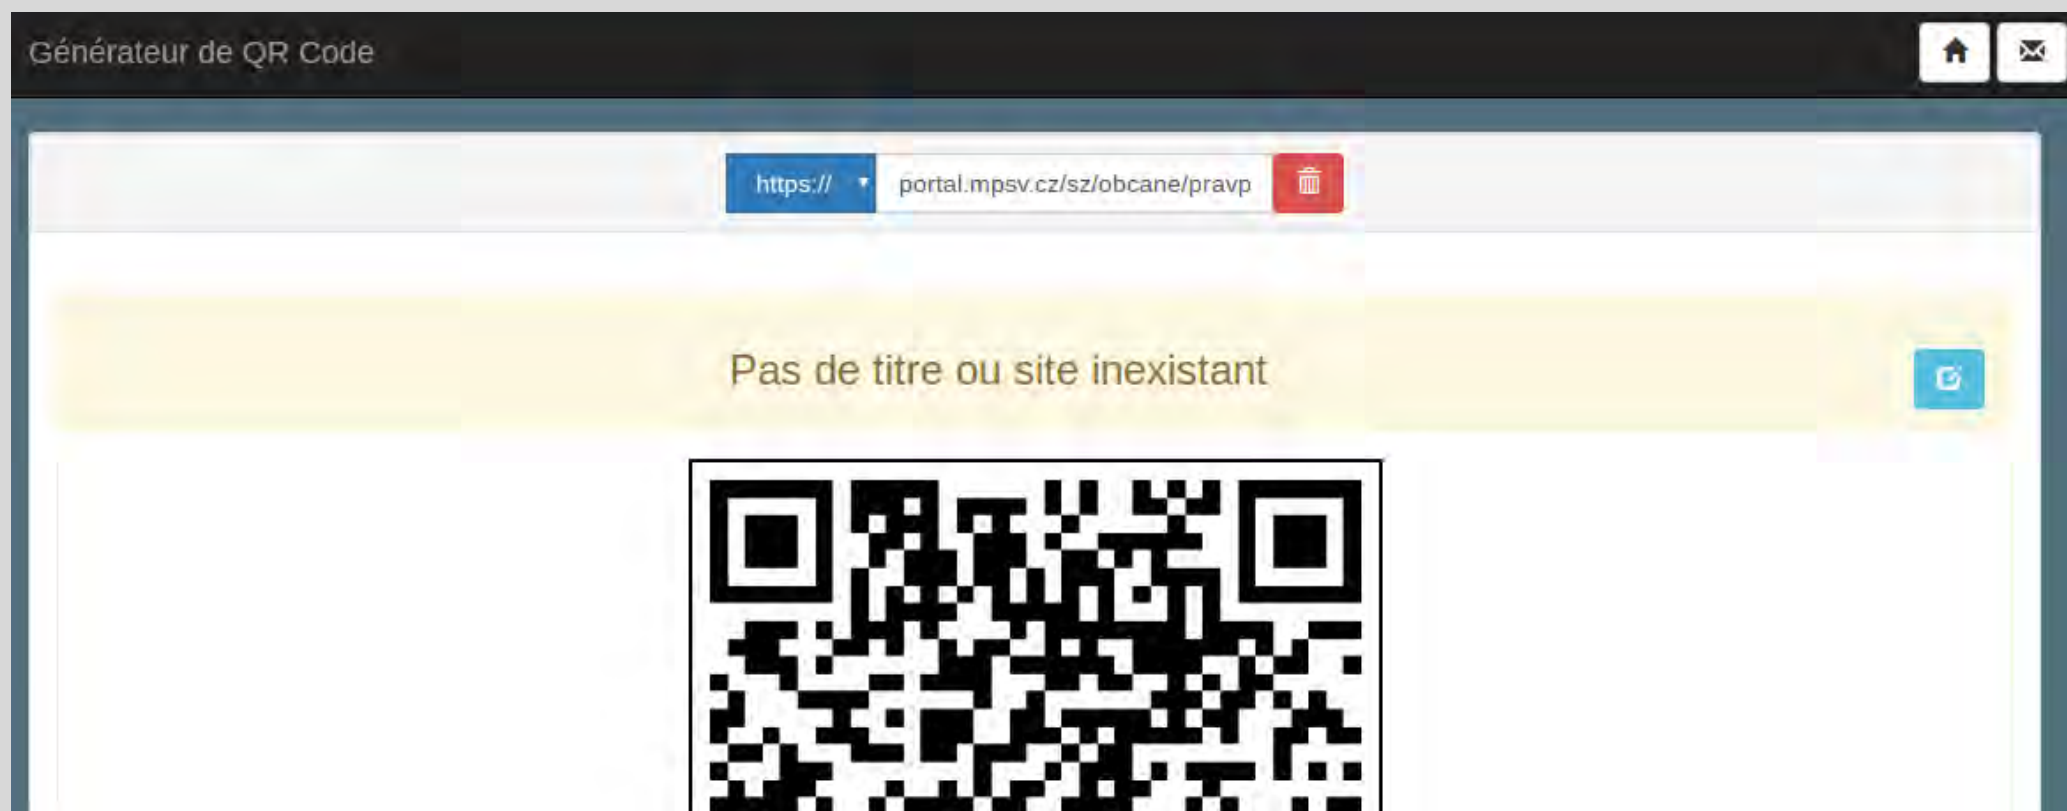 Générateur de QR Code
https:// portal.mpsv.cz/sz/obcane/pravp
Pas de titre ou site inexistant